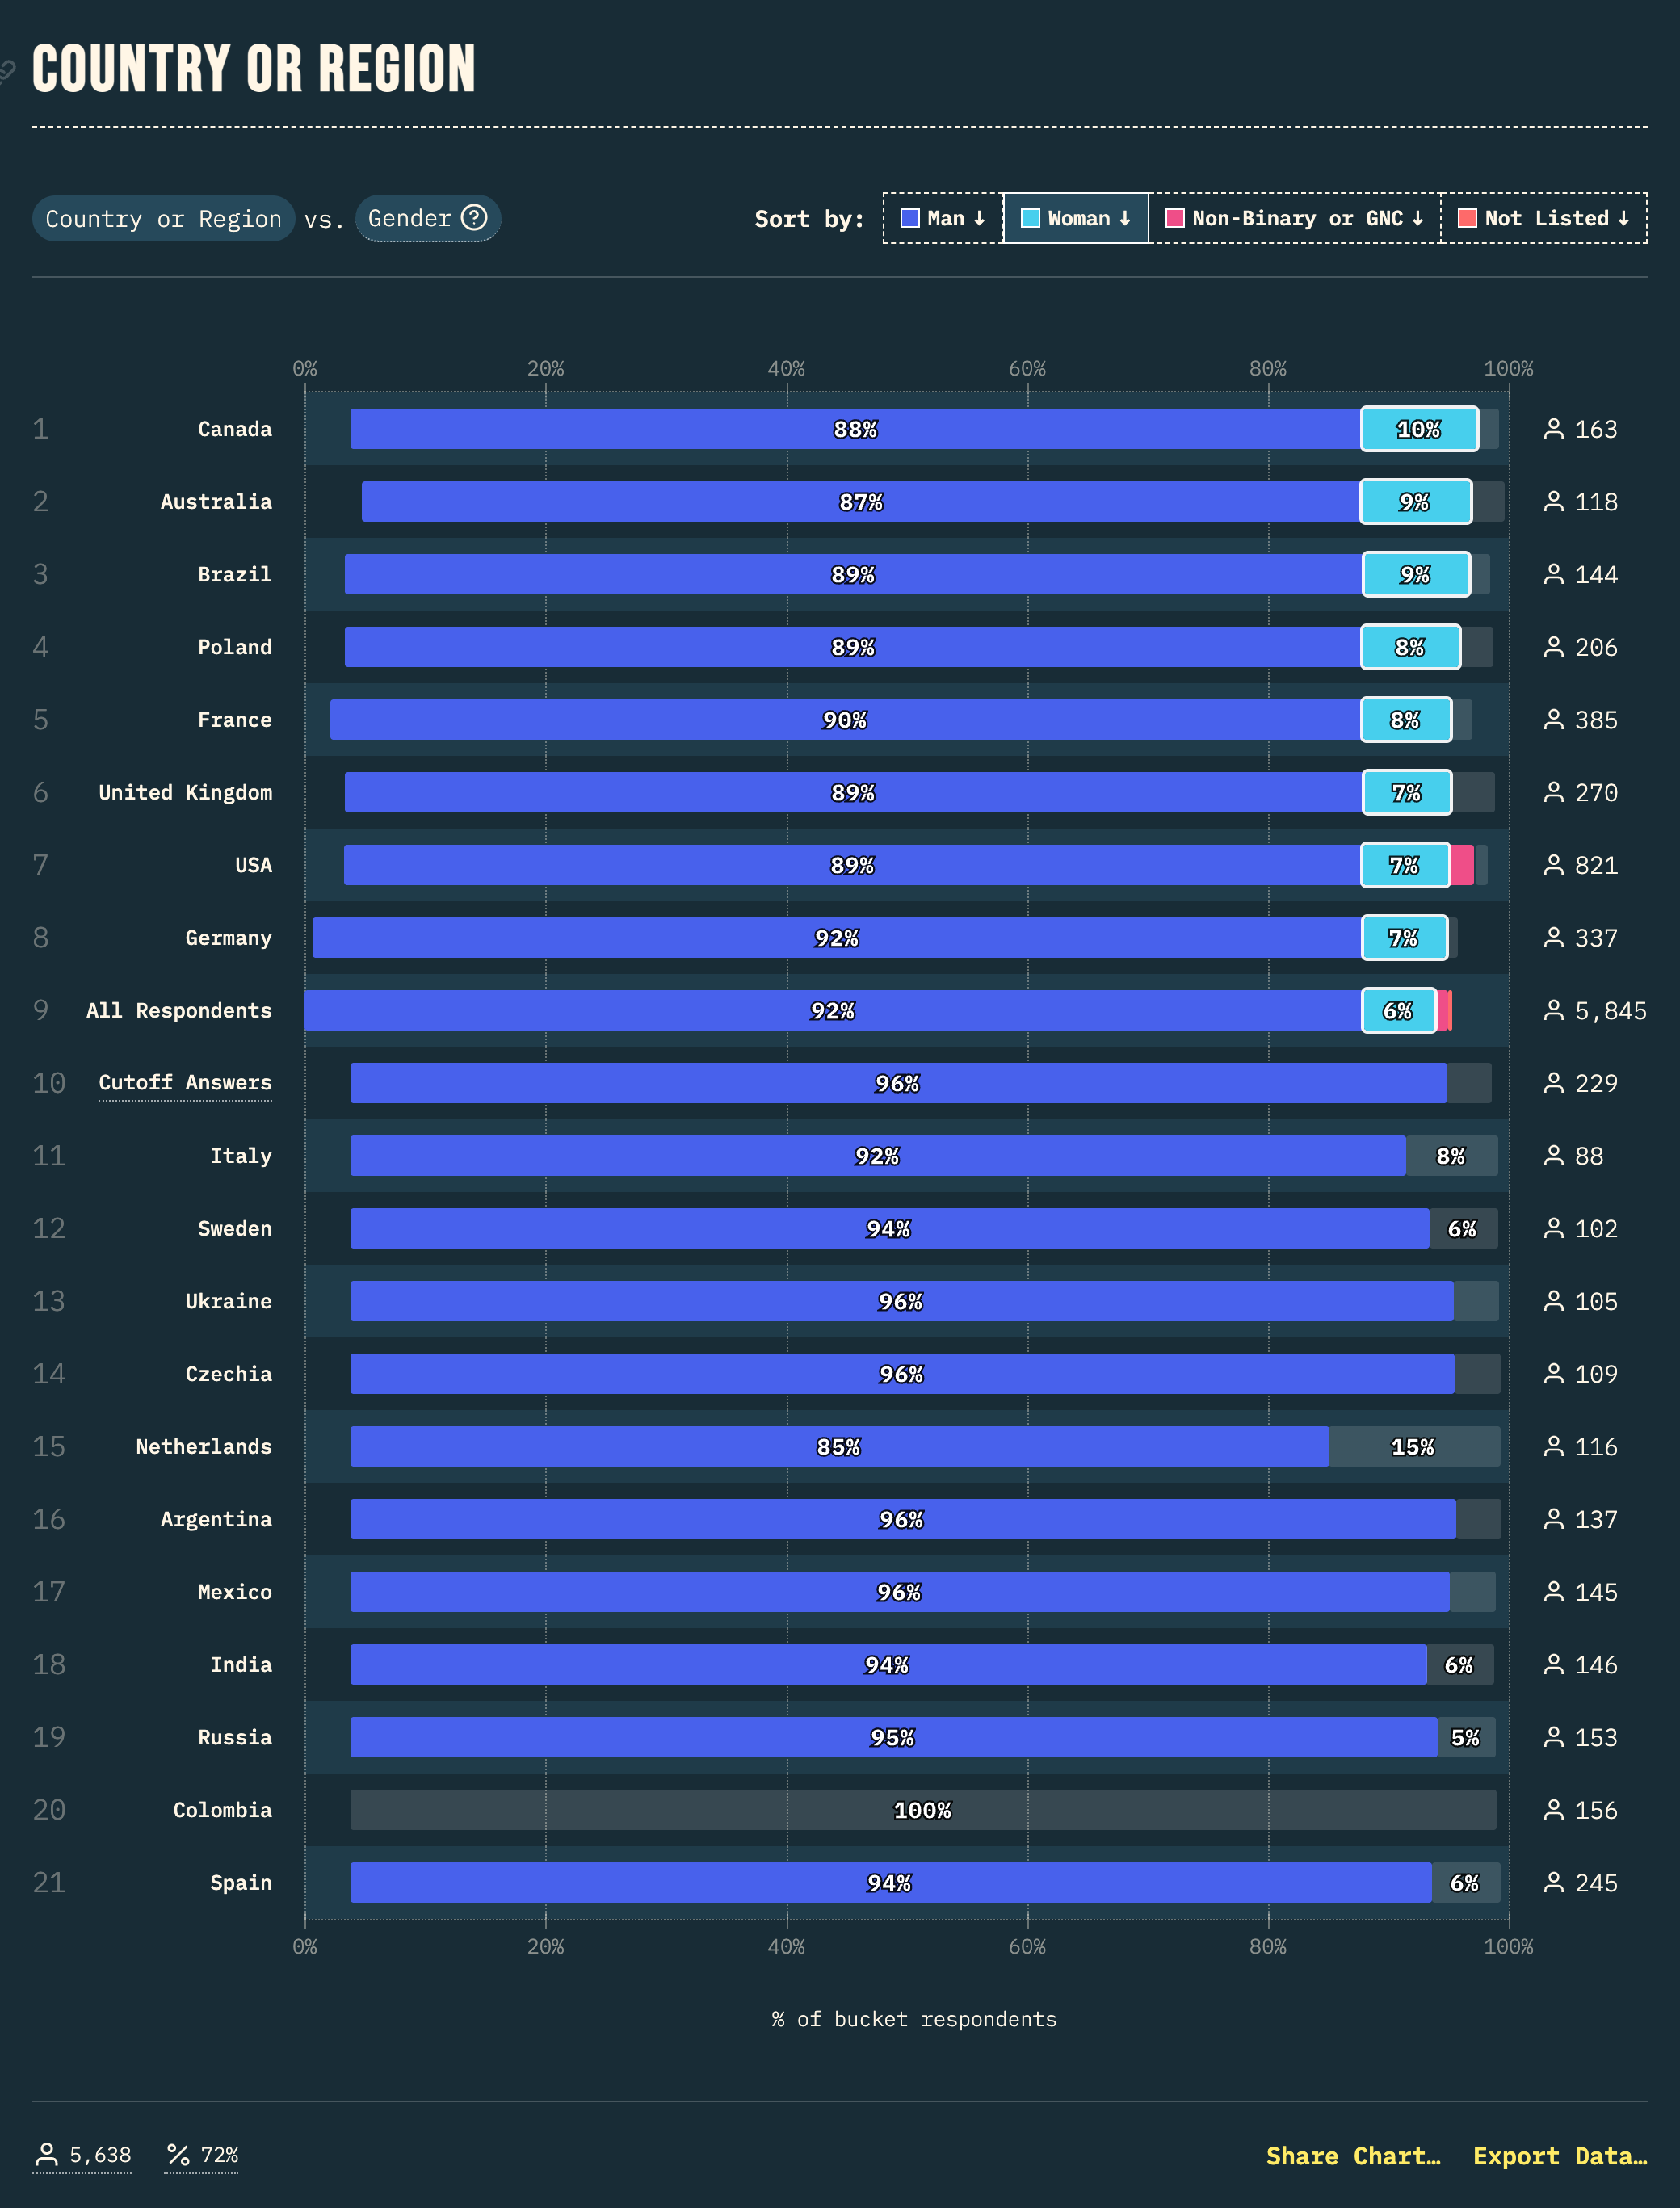 COUNTRY OR REGION
Country or Region vs. Gender ? Sort by: Man ↓ Woman ↓ Non-Binary or GNC ↓ Not Listed ↓
0% 20% 40% 60% 80% 100%
1 Canada 88% 10% 163
2 Australia 87% 9% 118
3 Brazil 89% 9% 144
4 Poland 89% 8% 206
5 France 90% 8% 385
6 United Kingdom 89% 7% 270
7 USA 89% 7% 821
8 Germany 92% 7% 337
9 All Respondents 92% 6% 5,845
10 Cutoff Answers 96% 229
11 Italy 92% 8% 88
12 Sweden 94% 6% 102
13 Ukraine 96% 105
14 Czechia 96% 109
15 Netherlands 85% 15% 116
16 Argentina 96% 137
17 Mexico 96% 145
18 India 94% 6% 146
19 Russia 95% 5% 153
20 Colombia 100% 156
21 Spain 94% 6% 245
0% 20% 40% 60% 80% 100%
% of bucket respondents
5,638 % 72% Share Chart… Export Data…